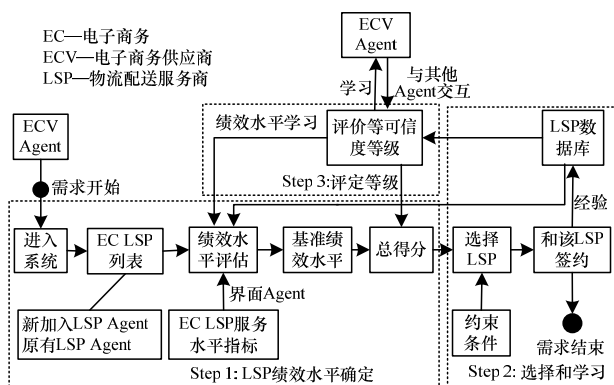 EC—电子商务
ECV—电子商务供应商
LSP—物流配送服务商
ECV
Agent
学习
与其他
Agent交互
ECV
Agent
绩效水平学习
评价等可信
度等级
LSP数
据库
Step 3:评定等级
需求开始
经验
进入
系统
EC LSP
列表
绩效水
平评估
基准绩
效水平
总得分
选择
LSP
和该LSP
签约
界面Agent
新加入LSP Agent
原有LSP Agent
EC LSP服务
水平指标
约束
条件
需求结束
Step 1: LSP绩效水平确定
Step 2: 选择和学习